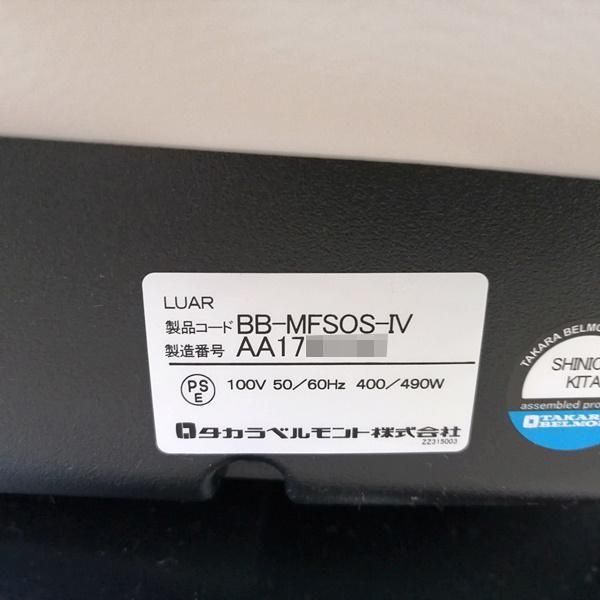 LUAR
製品コード BB-MFSOS-Ⅳ
製造番号 AA17
PS
E
100V 50/60Hz 400/490W
タカラベルモント株式会社
ZZ315003
TAKARA BELMO
SHINIC
KITA
assembled pro
TAKARA
BELMO